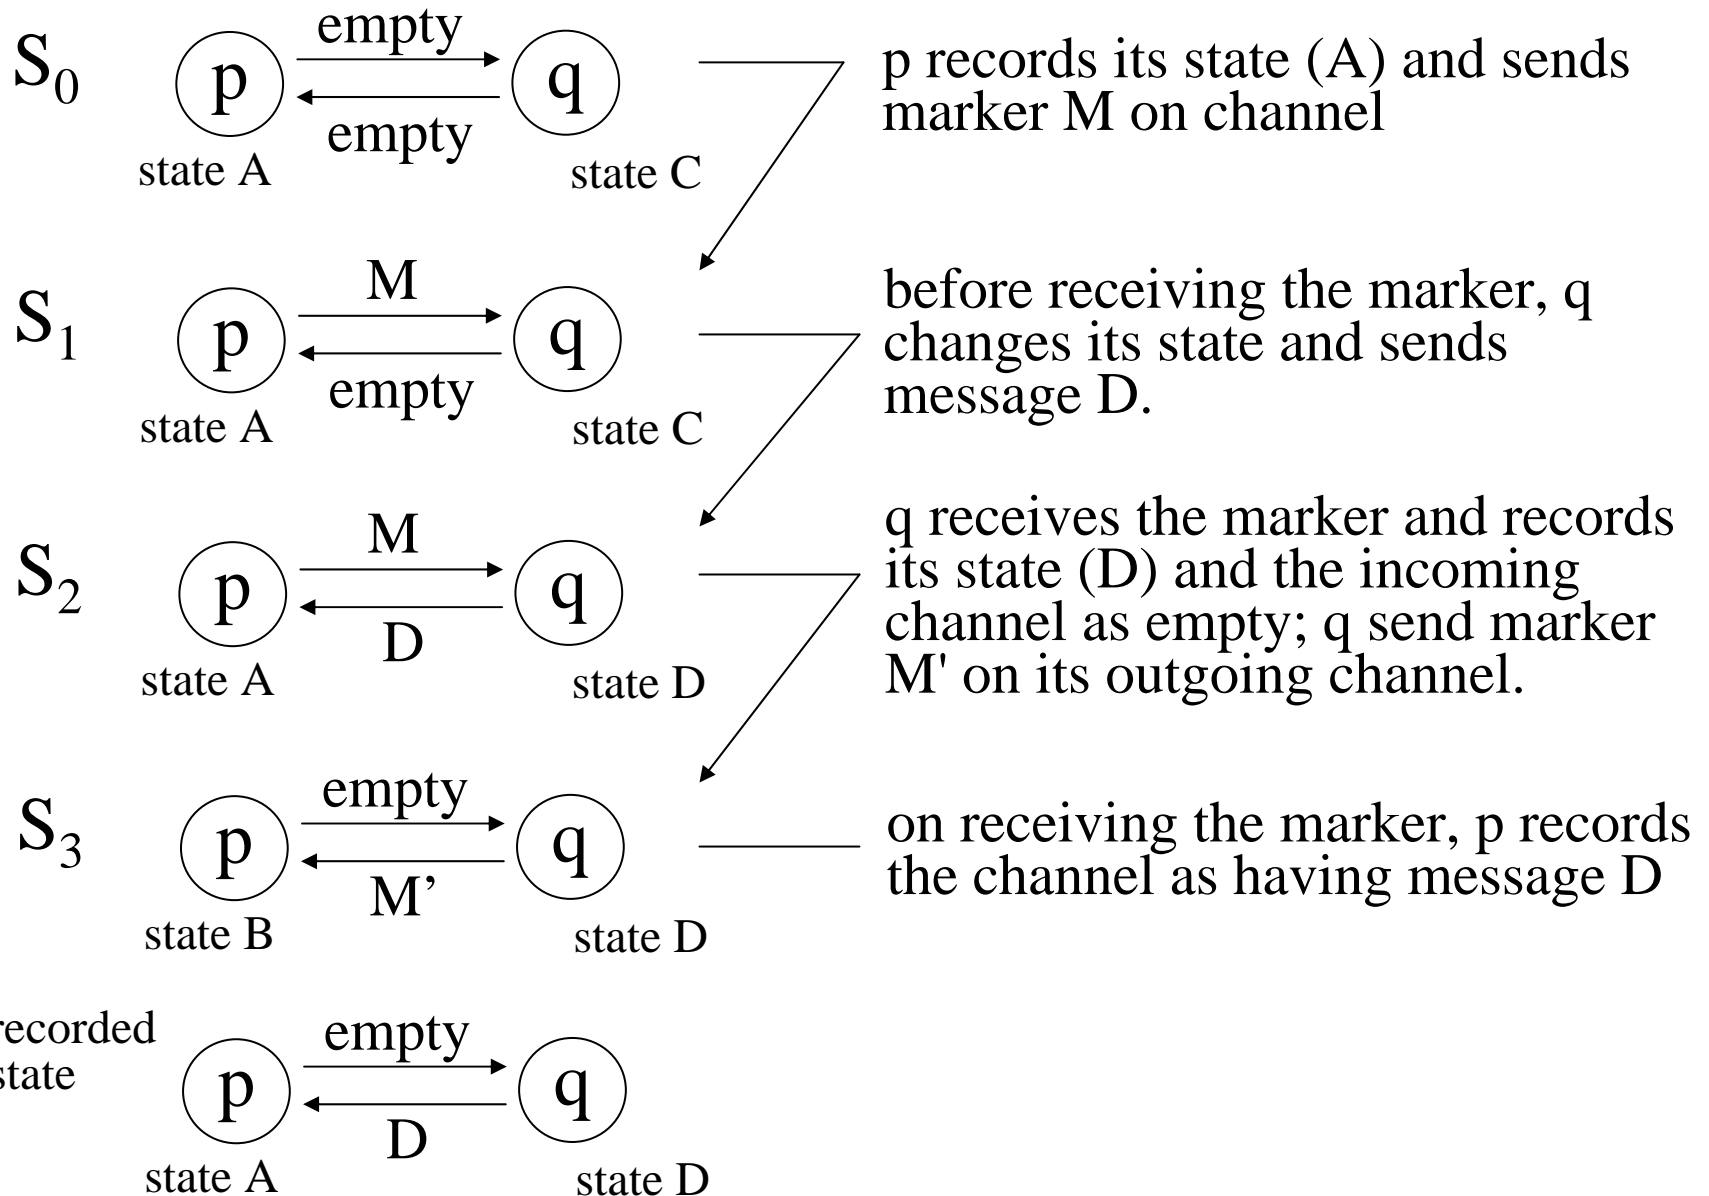 empty
S0 p q
empty
state A state C
p records its state (A) and sends
marker M on channel
M
S1 p q
empty
state A state C
before receiving the marker, q
changes its state and sends
message D.
M
S2 p q
D
state A state D
q receives the marker and records
its state (D) and the incoming
channel as empty; q send marker
M' on its outgoing channel.
empty
S3 p q
M’
state B state D
on receiving the marker, p records
the channel as having message D
recorded
state
empty
p q
D
state A state D